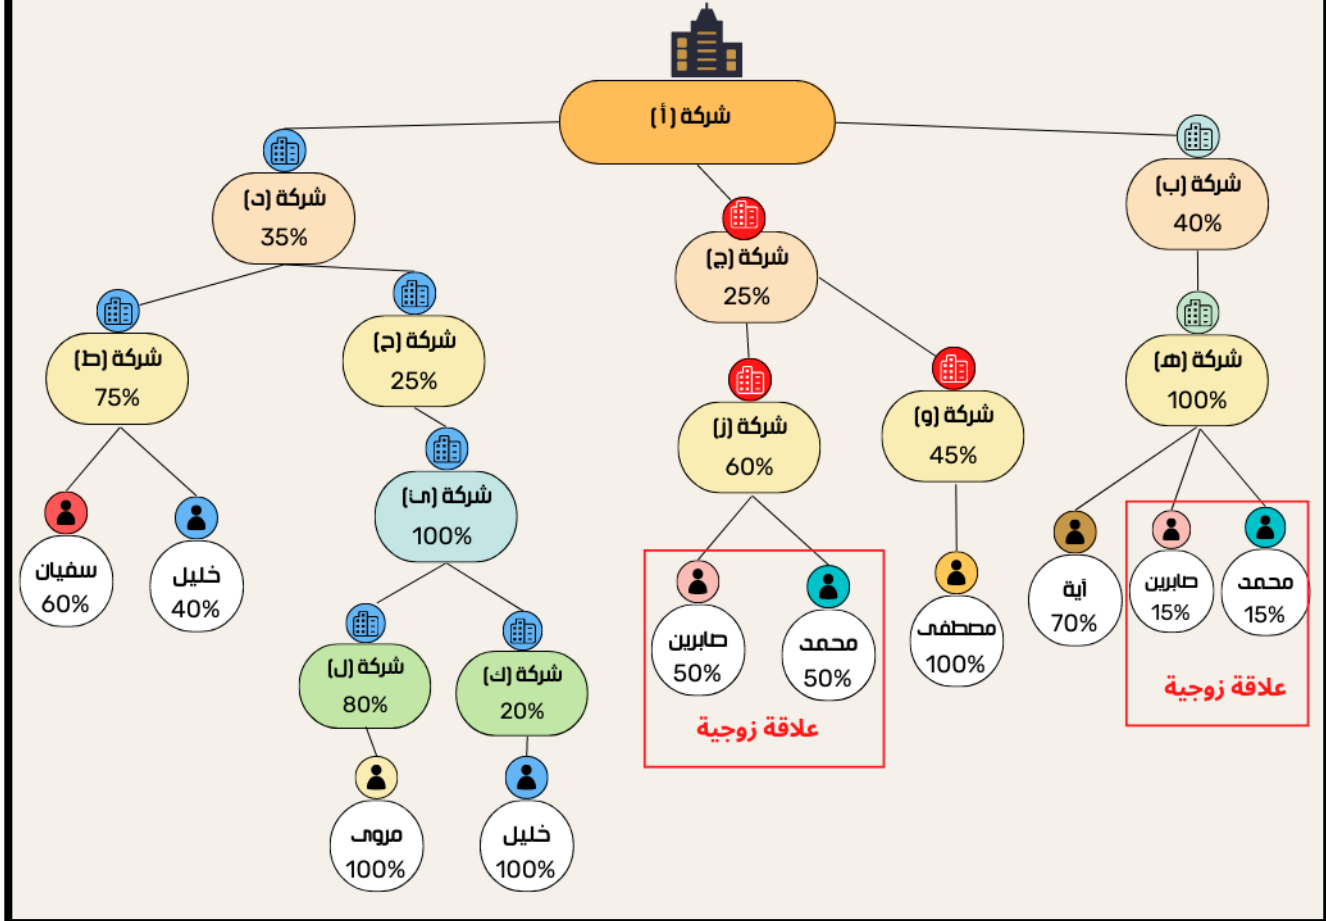 شركة (أ)
شركة (ب)
40%
شركة (ج)
25%
شركة (د)
35%
شركة (هـ)
100%
شركة (و)
45%
شركة (ز)
60%
شركة (ح)
25%
شركة (ط)
75%
شركة (ئ)
100%
شركة (ك)
20%
شركة (ل)
80%
محمد
15%
صابرين
15%
علاقة زوجية
آية
70%
مصطفى
100%
محمد
50%
صابرين
50%
علاقة زوجية
خليل
40%
سفيان
60%
خليل
100%
مروى
100%